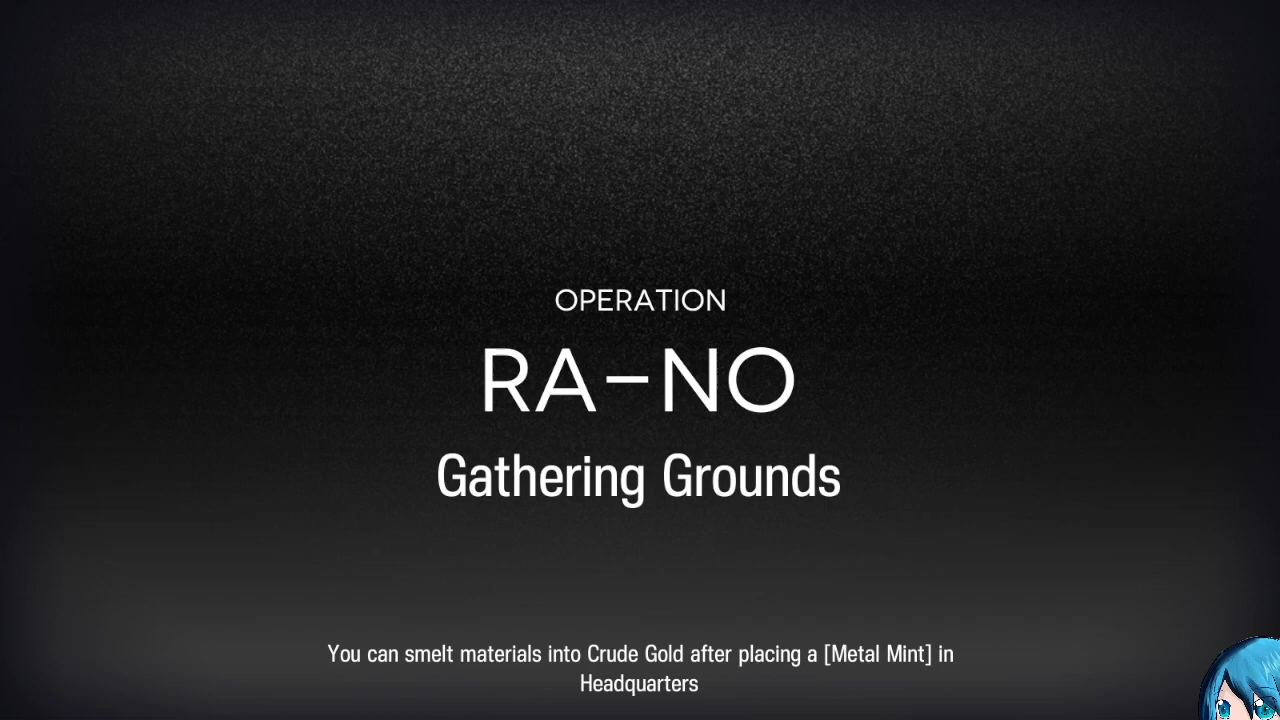 OPERATION
RA-NO
Gathering Grounds
You can smelt materials into Crude Gold after placing a [Metal Mint] in
Headquarters